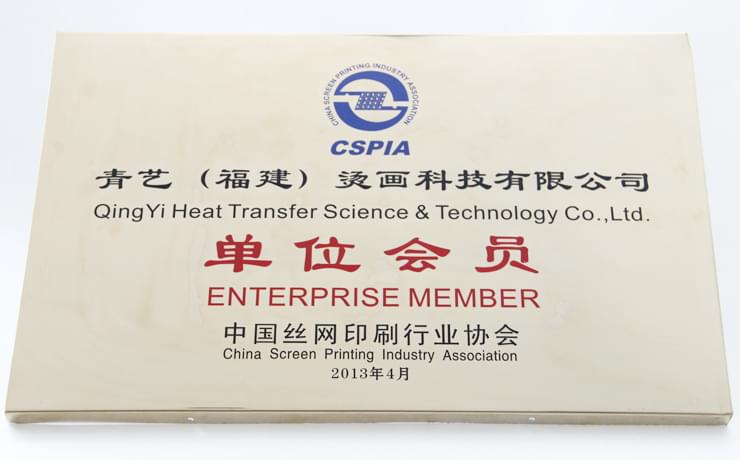 CHINA SCREEN PRINTING INDUSTRY ASSOCIATION
CSPIA
青艺（福建）烫画科技有限公司
QingYi Heat Transfer Science & Technology Co.,Ltd.
单位会员
ENTERPRISE MEMBER
中国丝网印刷行业协会
China Screen Printing Industry Association
2013年4月